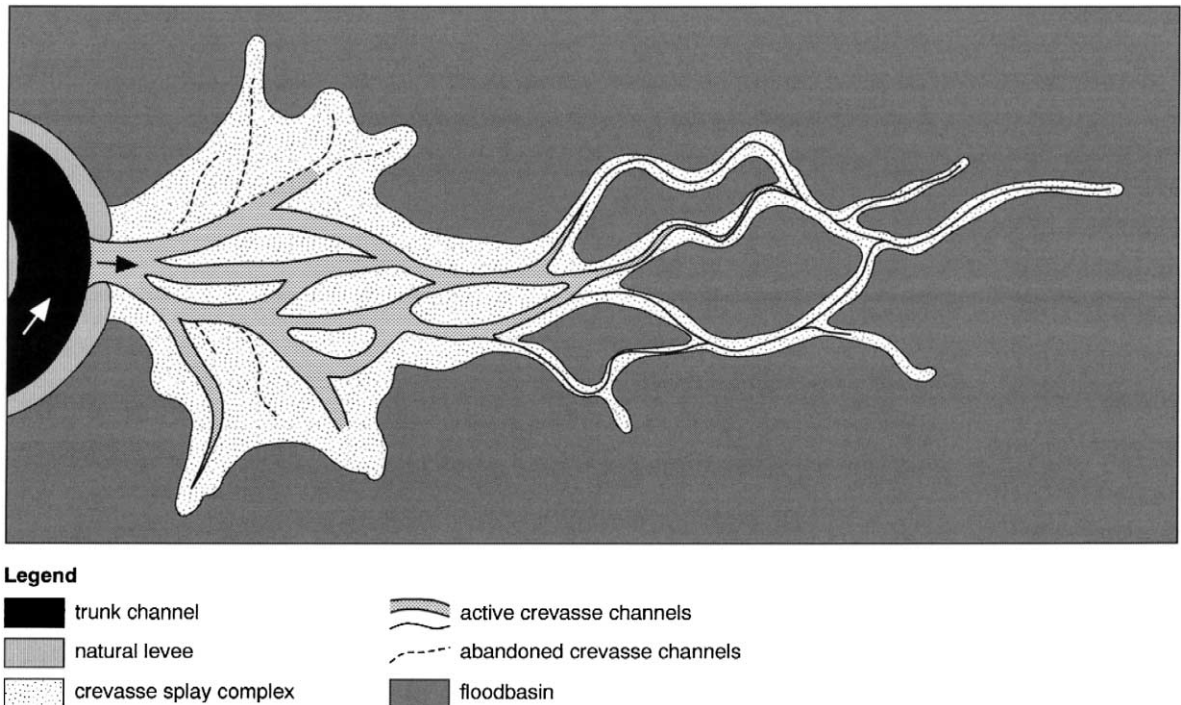 Legend
trunk channel
natural levee
crevasse splay complex
active crevasse channels
abandoned crevasse channels
floodbasin